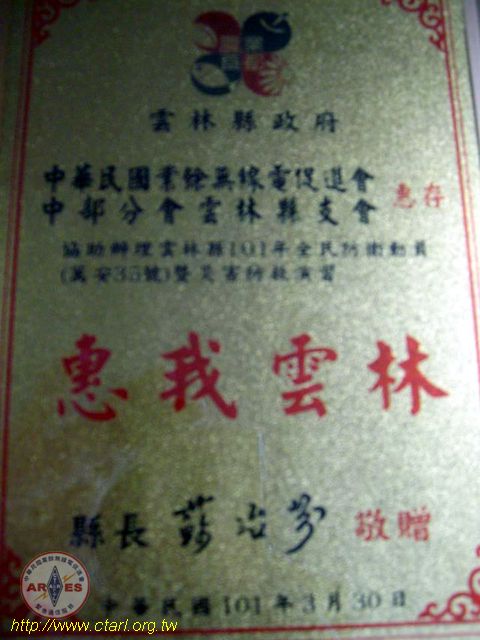 雲林縣政府
中華民國業餘無線電促進會
中部分會雲林縣支會 惠存
協助辦理雲林縣101年全民防衛動員
(萬安35號)暨災害防救演習
惠我雲林
縣長 蘇治芬 敬贈
中華民國101年3月30日
ARES
http://www.ctarl.org.tw